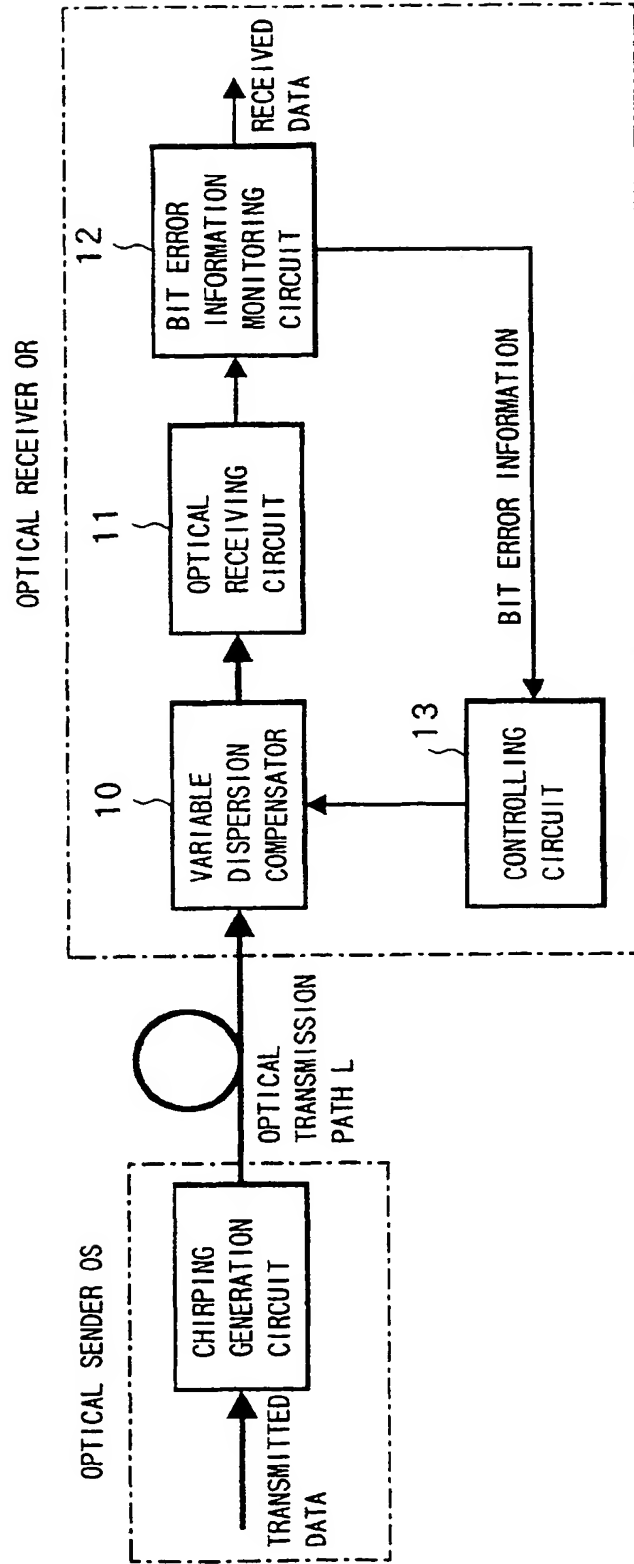 OPTICAL SENDER OS
TRANSMITTED
DATA
CHIRPING
GENERATION
CIRCUIT
OPTICAL
TRANSMISSION
PATH L
OPTICAL RECEIVER OR
10
VARIABLE
DISPERSION
COMPENSATOR
11
OPTICAL
RECEIVING
CIRCUIT
12
BIT ERROR
INFORMATION
MONITORING
CIRCUIT
RECEIVED
DATA
13
CONTROLLING
CIRCUIT
BIT ERROR INFORMATION